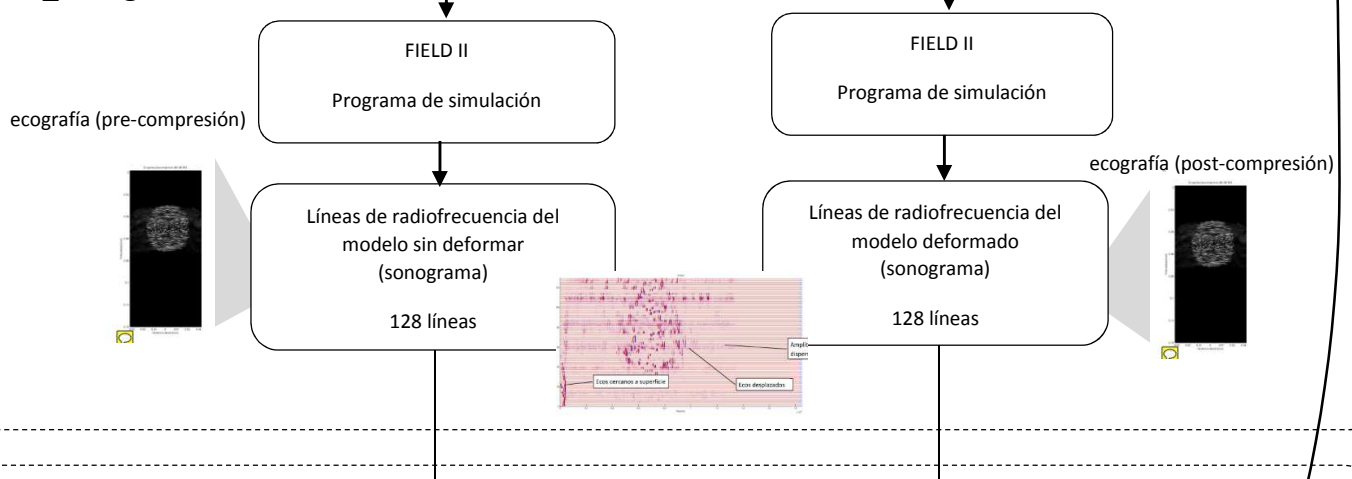 FIELD II
Programa de simulación
FIELD II
Programa de simulación
ecografía (pre-compresión)
ecografía (post-compresión)
Líneas de radiofrecuencia del
modelo sin deformar
(sonograma)
128 líneas
Líneas de radiofrecuencia del
modelo deformado
(sonograma)
128 líneas
Ecos cercanos a superficie
Ecos desplazados